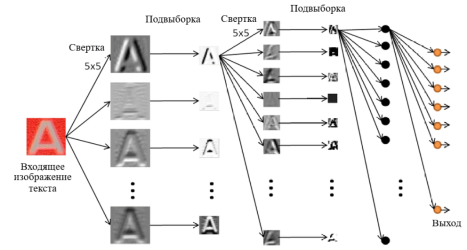 Свертка
5x5
Подвыборка
Свертка
5x5
Подвыборка
A
Входящее
изображение
текста
Выход